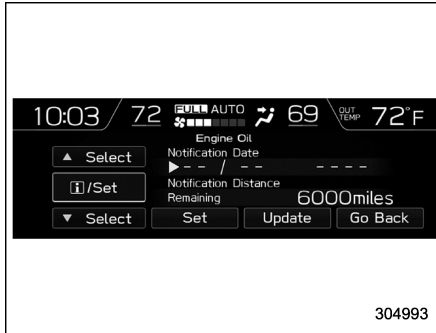 10:03 72 FULL AUTO 69 OUT TEMP 72°F
Engine Oil
▲ Select
Notification Date
▶-- / -- ----
i/Set
Notification Distance
Remaining 6000miles
▼ Select Set Update Go Back
304993